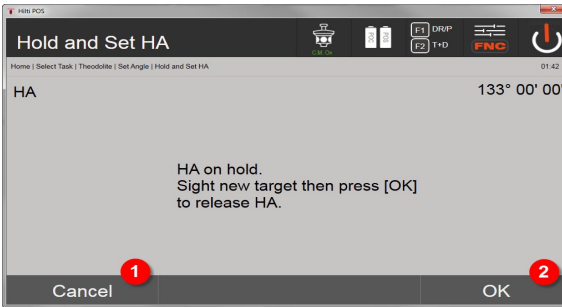 Hilti POS
Hold and Set HA
C.M. On
POC
POS
F1 DR/P
F2 T+D
FNC
Home | Select Task | Theodolite | Set Angle | Hold and Set HA
01:42
HA
133° 00' 00"
HA on hold.
Sight new target then press [OK]
to release HA.
1
2
Cancel
OK